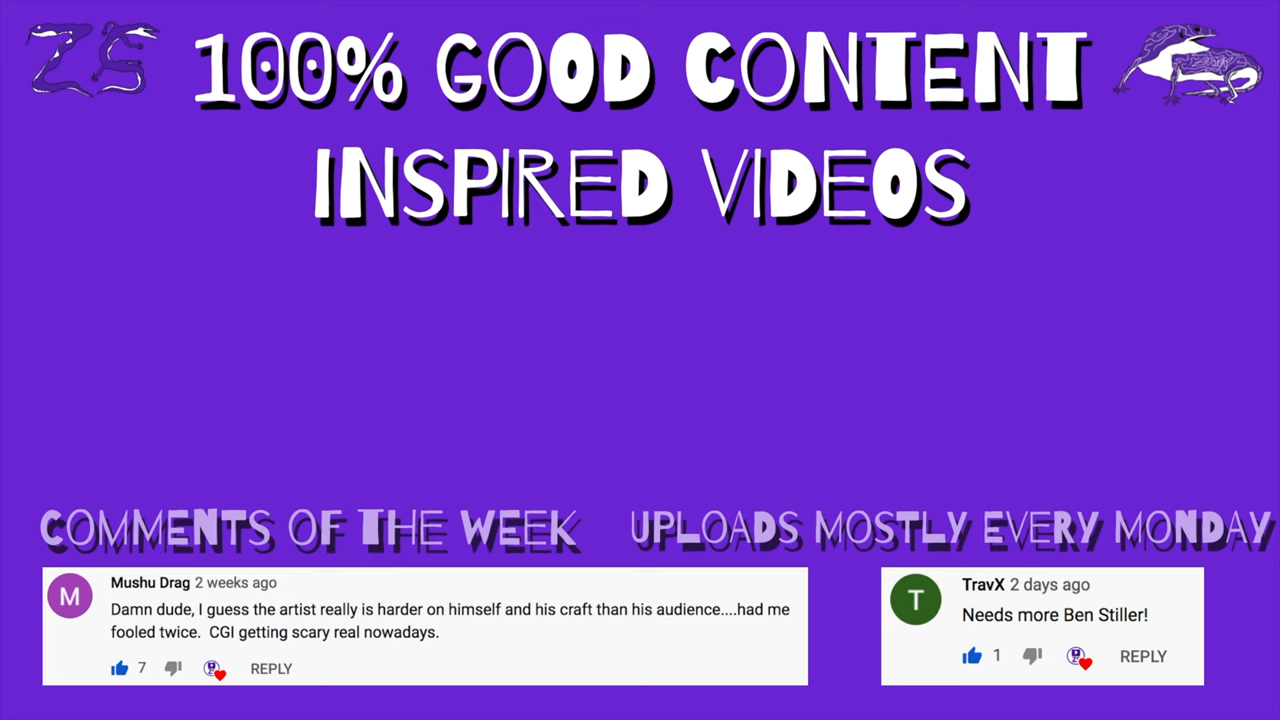 ZS
100% GOOD CONTENT
INSPIRED VIDEOS
COMMENTS OF THE WEEK
UPLOADS MOSTLY EVERY MONDAY
M
Mushu Drag 2 weeks ago
Damn dude, I guess the artist really is harder on himself and his craft than his audience....had me
fooled twice. CGI getting scary real nowadays.
7
REPLY
T
TravX 2 days ago
Needs more Ben Stiller!
1
REPLY